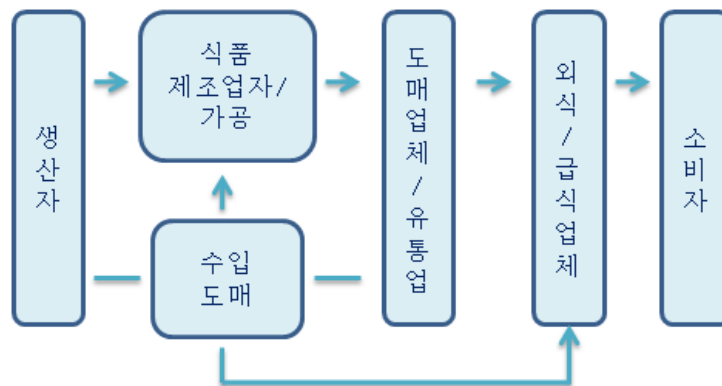 생산자
식품
제조업자/
가공
수입
도매
도매업체/유통업
외식/급식업체
소비자